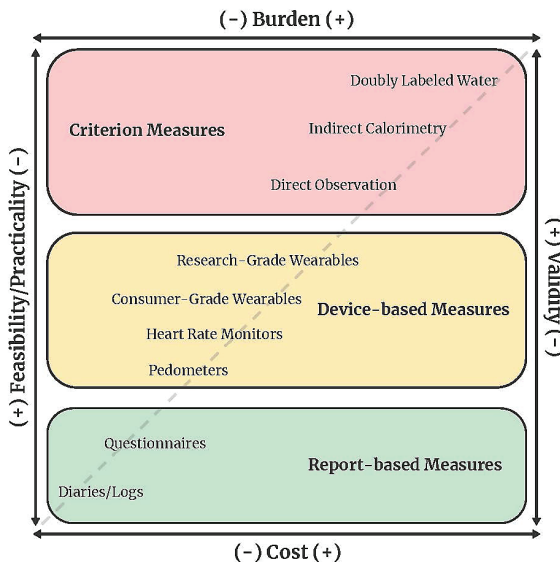 (-) Burden (+)
Doubly Labeled Water
Criterion Measures
Indirect Calorimetry
Direct Observation
(+) Feasibility/Practicality (-)
(+) Validity (-)
Research-Grade Wearables
Consumer-Grade Wearables
Device-based Measures
Heart Rate Monitors
Pedometers
Questionnaires
Report-based Measures
Diaries/Logs
(-) Cost (+)